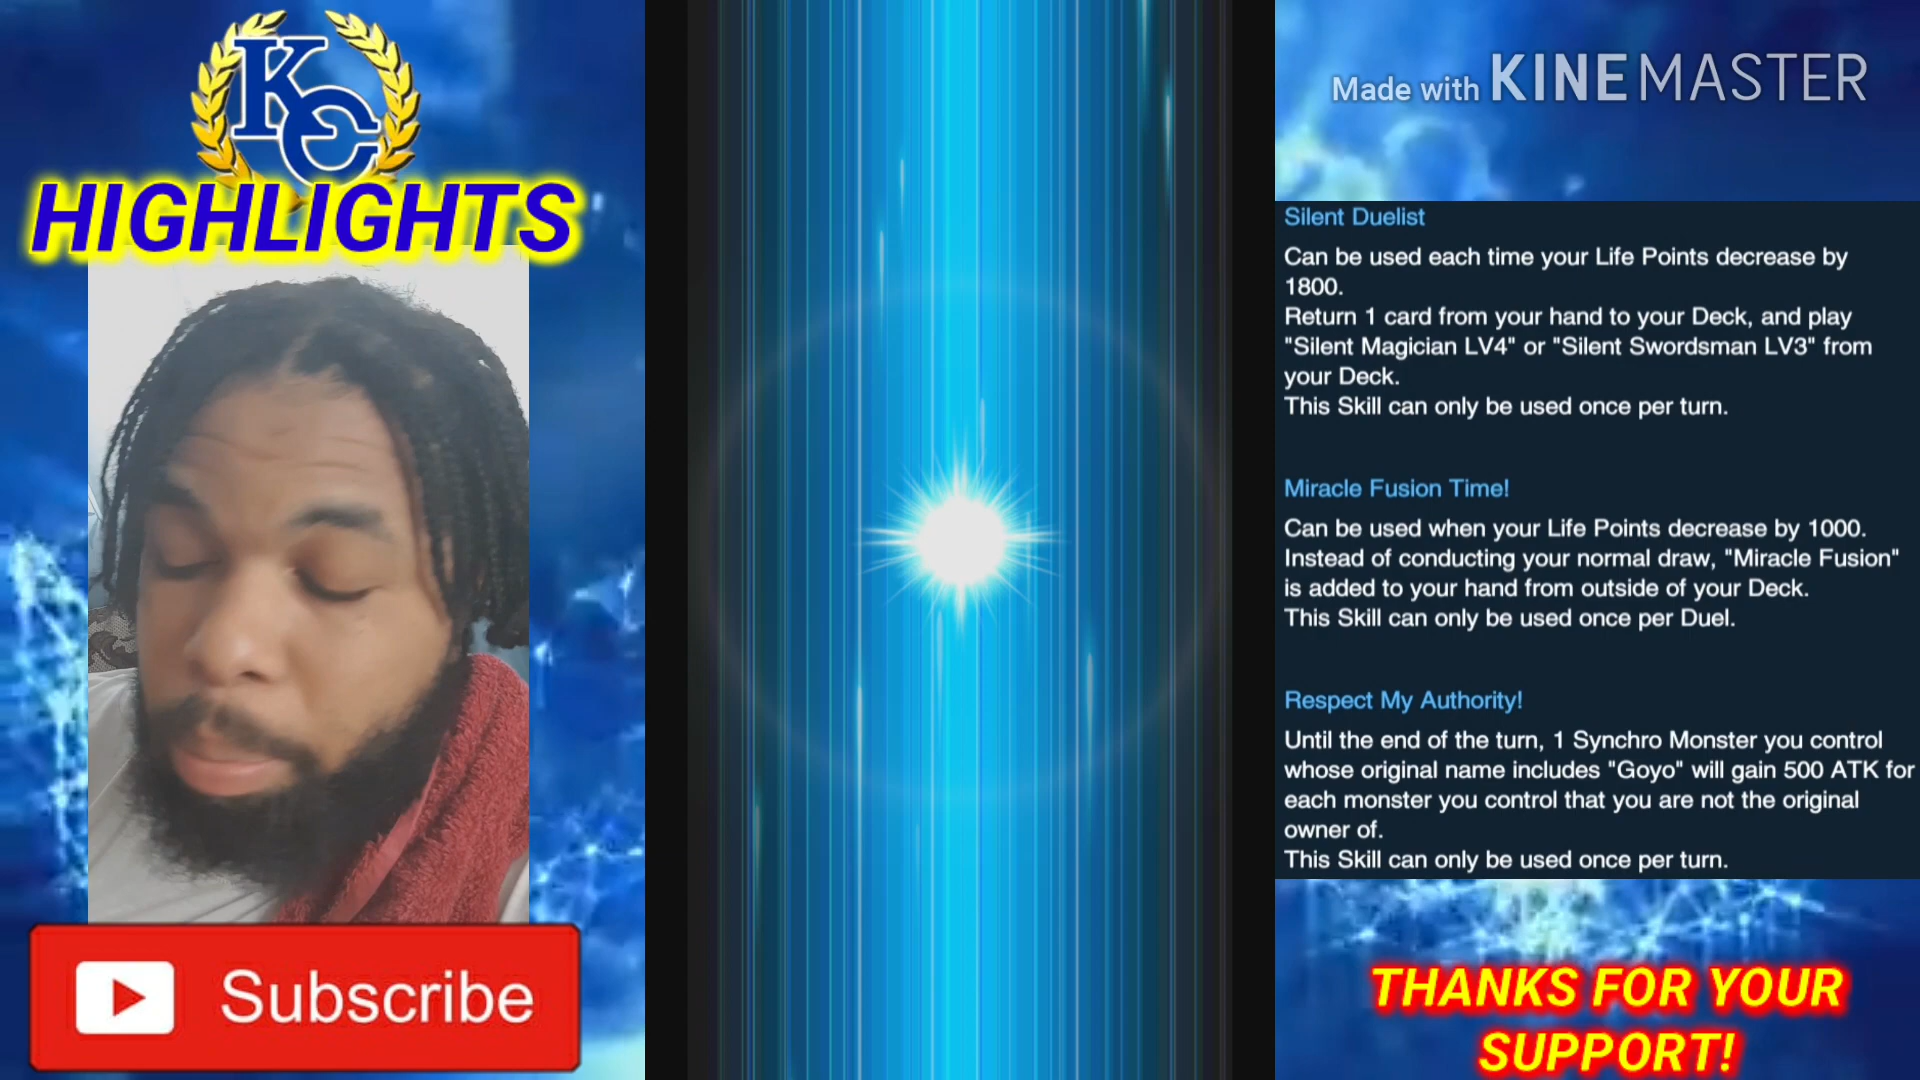 KC
HIGHLIGHTS
Subscribe
Made with KINEMASTER
Silent Duelist
Can be used each time your Life Points decrease by
1800.
Return 1 card from your hand to your Deck, and play
"Silent Magician LV4" or "Silent Swordsman LV3" from
your Deck.
This Skill can only be used once per turn.
Miracle Fusion Time!
Can be used when your Life Points decrease by 1000.
Instead of conducting your normal draw, "Miracle Fusion"
is added to your hand from outside of your Deck.
This Skill can only be used once per Duel.
Respect My Authority!
Until the end of the turn, 1 Synchro Monster you control
whose original name includes "Goyo" will gain 500 ATK for
each monster you control that you are not the original
owner of.
This Skill can only be used once per turn.
THANKS FOR YOUR
SUPPORT!